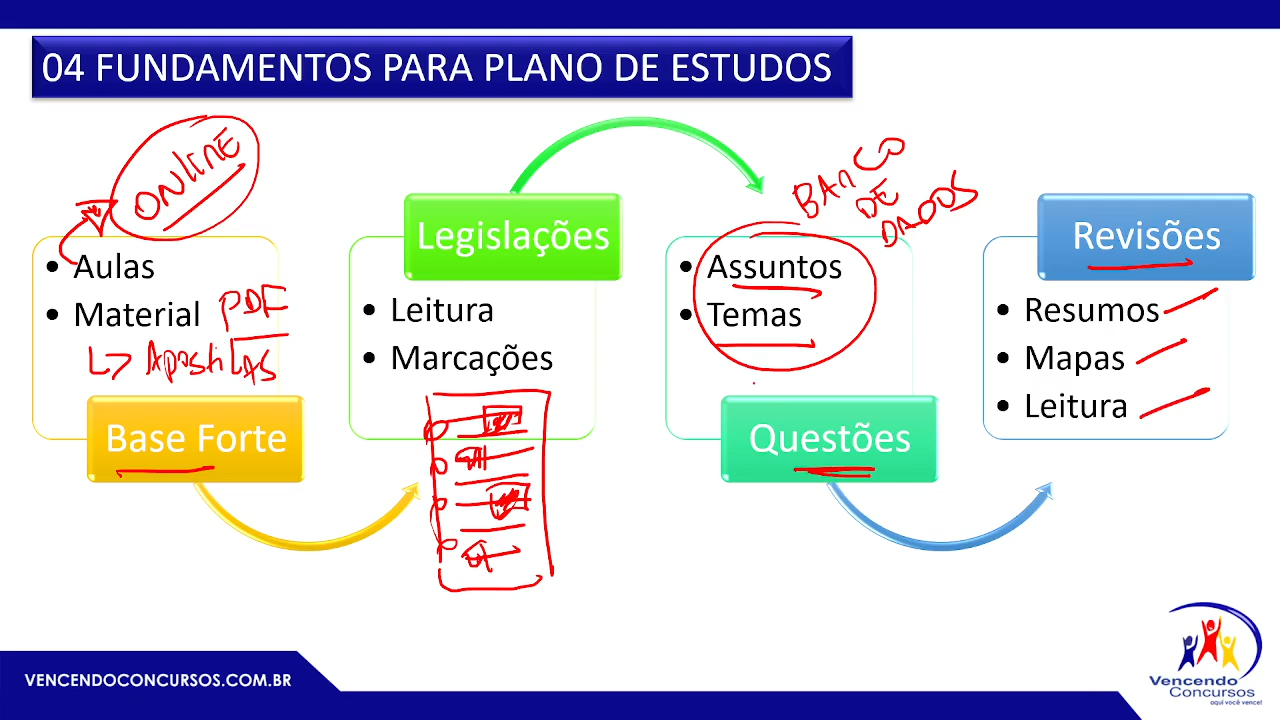 04 FUNDAMENTOS PARA PLANO DE ESTUDOS
ONLINE
• Aulas
• Material PDF
↳ Apostilas
Base Forte
Legislações
• Leitura
• Marcações
BANCO
DE
DADOS
• Assuntos
• Temas
Questões
Revisões
• Resumos
• Mapas
• Leitura
VENCENDOCONCURSOS.COM.BR
Vencendo
Concursos
aqui você vence!